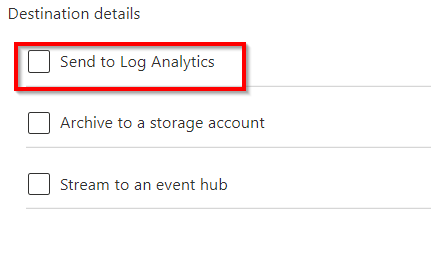 Destination details
Send to Log Analytics
Archive to a storage account
Stream to an event hub